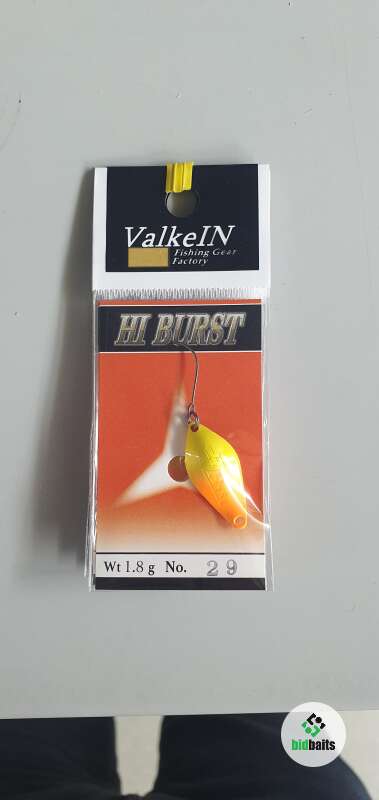 ValkeIN
Fishing Gear
Factory
HI BURST
Wt 1.8 g No. 29
bidbaits